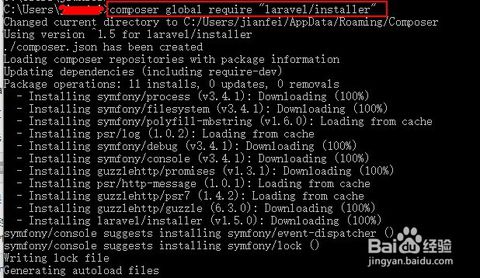 C:\Users\ composer global require "laravel/installer"
Changed current directory to C:/Users/jianfei/AppData/Roaming/Composer
Using version ^1.5 for laravel/installer
./composer.json has been created
Loading composer repositories with package information
Updating dependencies (including require-dev)
Package operations: 11 installs, 0 updates, 0 removals
- Installing symfony/process (v3.4.1): Downloading (100%)
- Installing symfony/filesystem (v3.4.1): Downloading (100%)
- Installing symfony/polyfill-mbstring (v1.6.0): Loading from cache
- Installing psr/log (1.0.2): Loading from cache
- Installing symfony/debug (v3.4.1): Downloading (100%)
- Installing symfony/console (v3.4.1): Downloading (100%)
- Installing guzzlehttp/promises (v1.3.1): Downloading (100%)
- Installing psr/http-message (1.0.1): Loading from cache
- Installing guzzlehttp/psr7 (1.4.2): Loading from cache
- Installing guzzlehttp/guzzle (6.3.0): Downloading (100%)
- Installing laravel/installer (v1.5.0): Downloading (100%)
symfony/console suggests installing symfony/event-dispatcher ()
symfony/console suggests installing symfony/lock ()
Writing lock file
Generating autoload files
Baidu 经验
jingyan.baidu.com